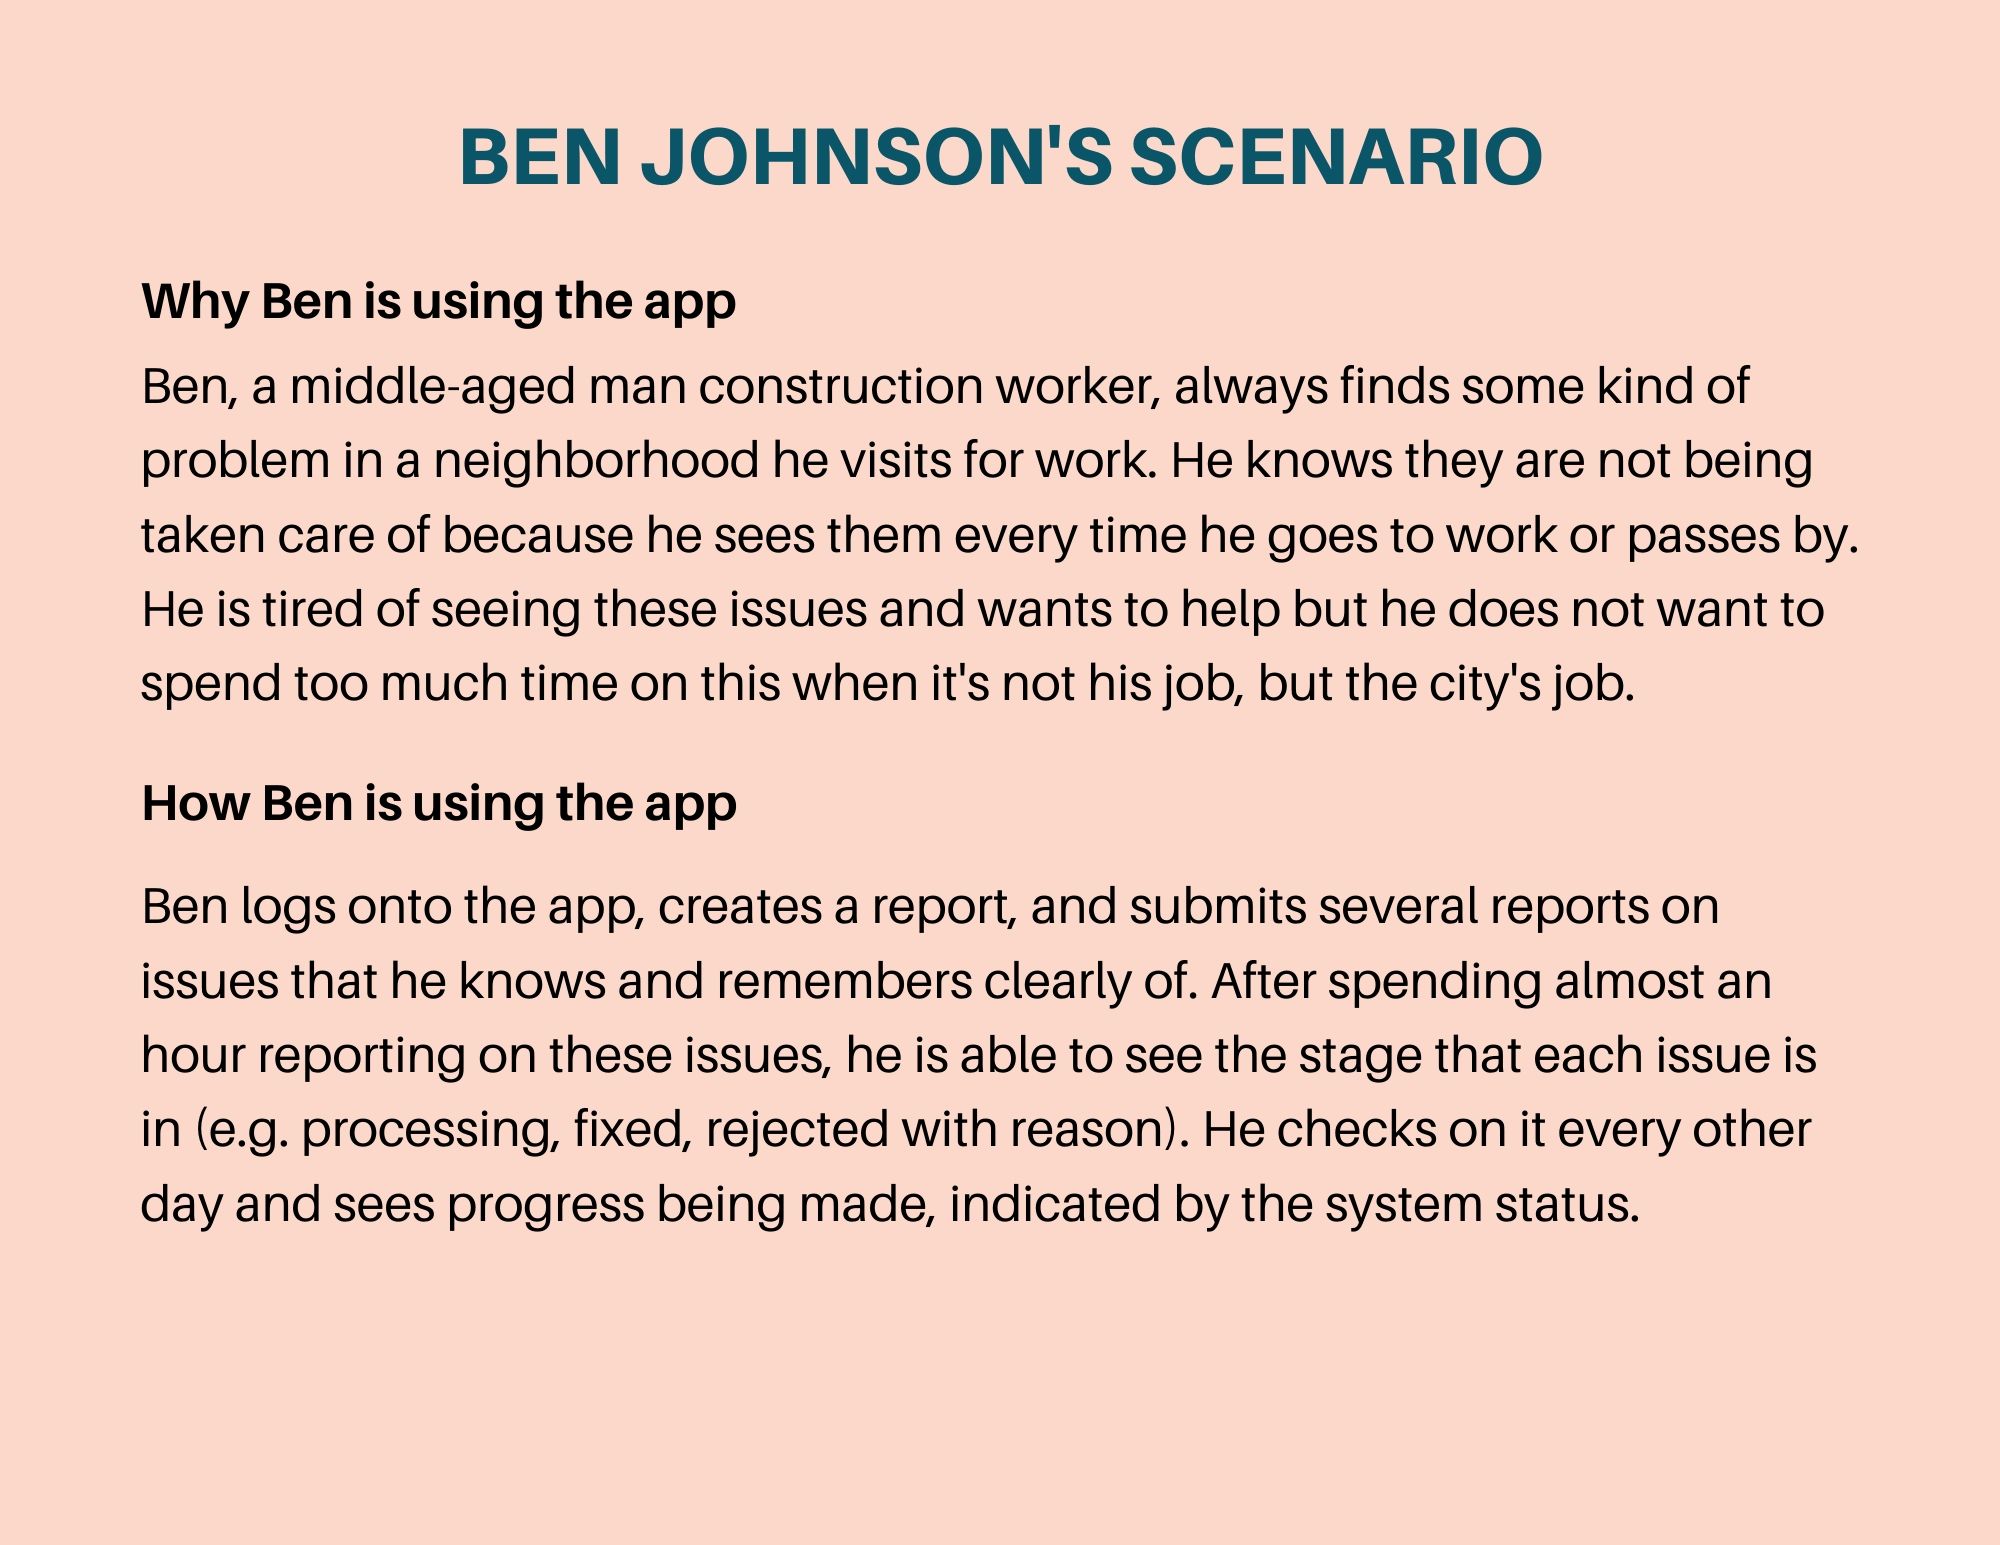 BEN JOHNSON'S SCENARIO
Why Ben is using the app
Ben, a middle-aged man construction worker, always finds some kind of
problem in a neighborhood he visits for work. He knows they are not being
taken care of because he sees them every time he goes to work or passes by.
He is tired of seeing these issues and wants to help but he does not want to
spend too much time on this when it's not his job, but the city's job.
How Ben is using the app
Ben logs onto the app, creates a report, and submits several reports on
issues that he knows and remembers clearly of. After spending almost an
hour reporting on these issues, he is able to see the stage that each issue is
in (e.g. processing, fixed, rejected with reason). He checks on it every other
day and sees progress being made, indicated by the system status.